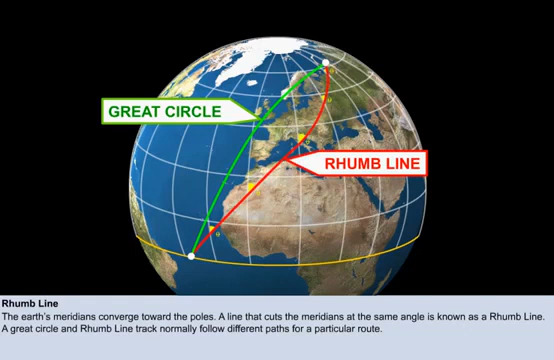 GREAT CIRCLE
RHUMB LINE
Rhumb Line
The earth's meridians converge toward the poles. A line that cuts the meridians at the same angle is known as a Rhumb Line.
A great circle and Rhumb Line track normally follow different paths for a particular route.